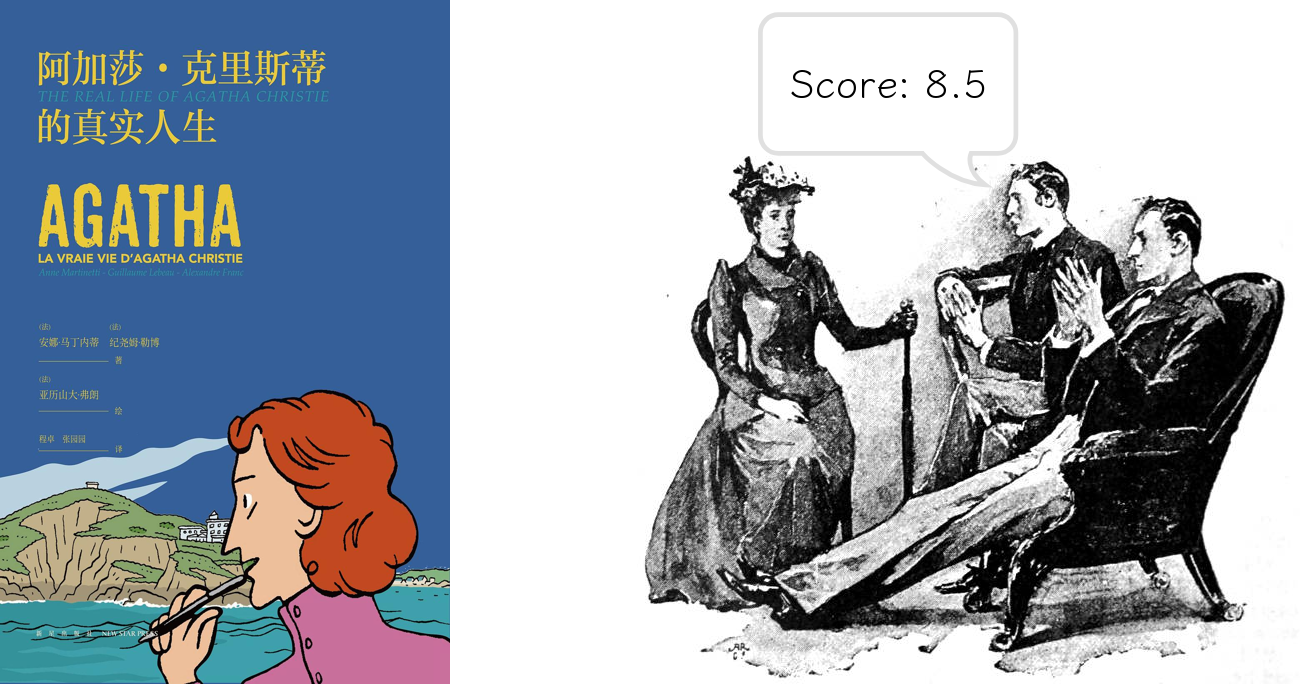 阿加莎·克里斯蒂
THE REAL LIFE OF AGATHA CHRISTIE
的真实人生
AGATHA
LA VRAIE VIE D'AGATHA CHRISTIE
Anne Martinetti - Guillaume Lebeau - Alexandre Franc
(法) (法)
安娜·马丁内蒂 纪尧姆·勒博
著
(法)
亚历山大·弗朗
绘
程卓 张园园
译
新星出版社 NEW STAR PRESS
Score: 8.5